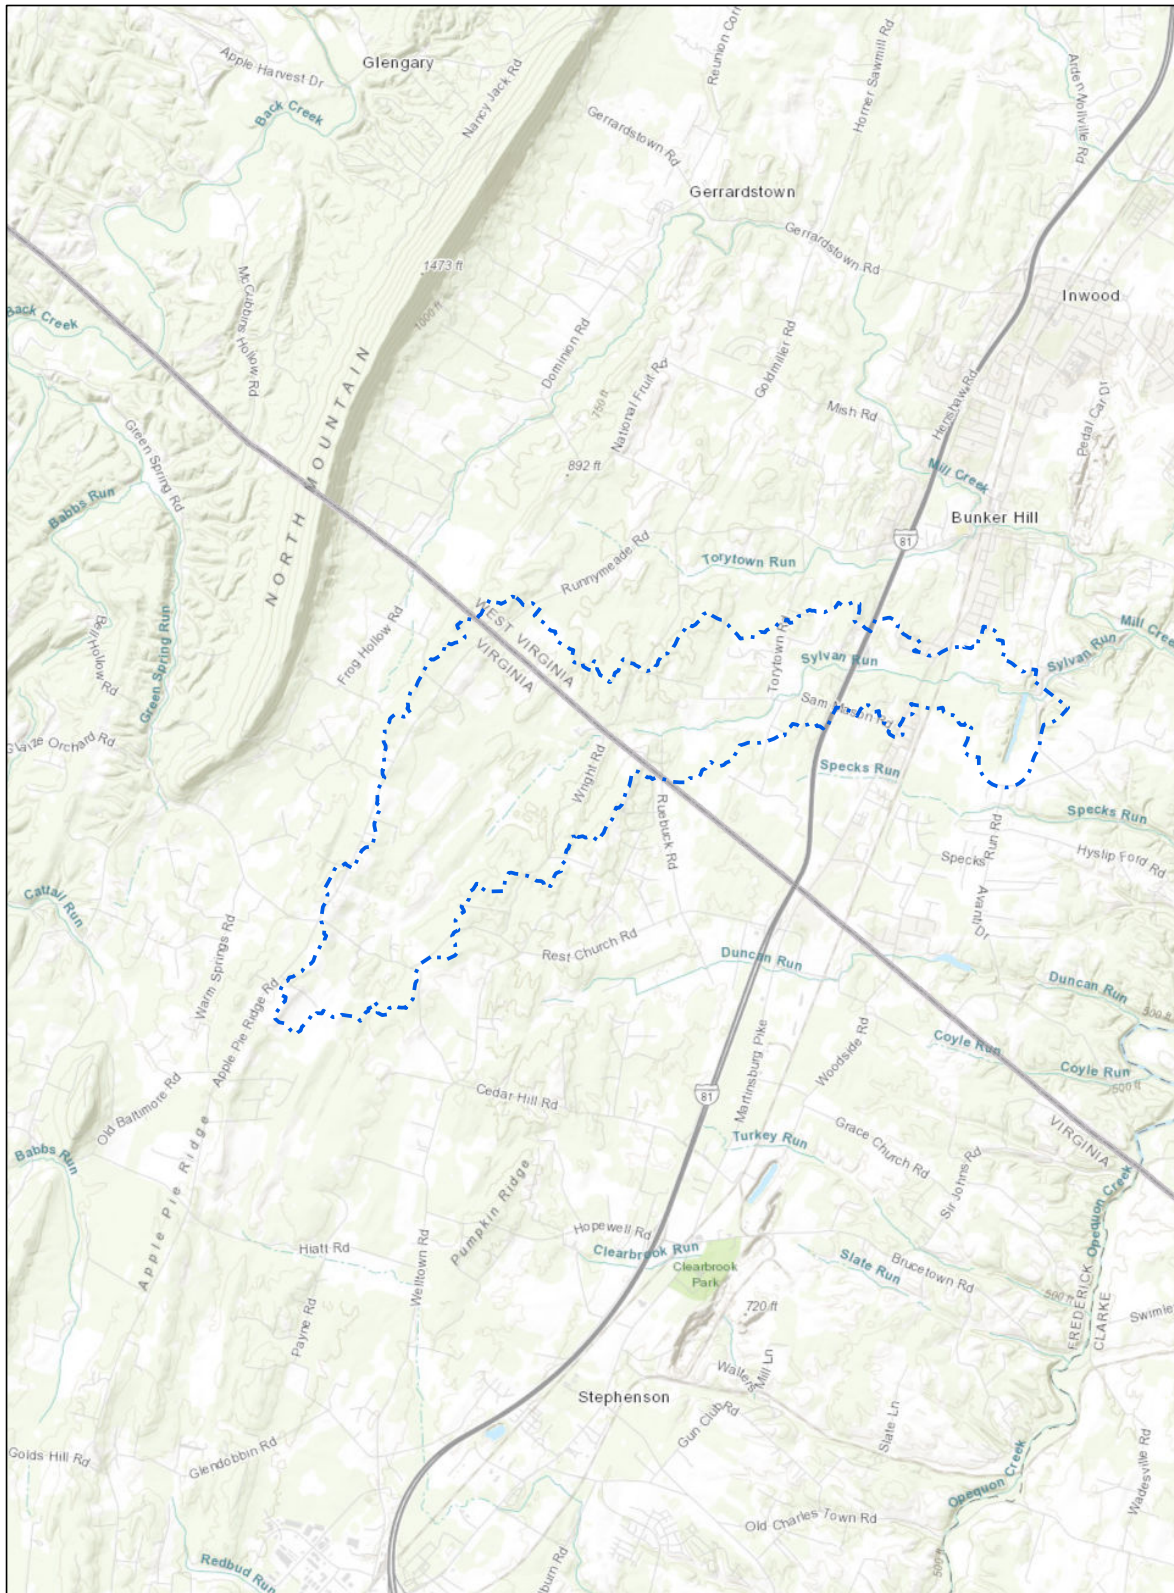 Glengary
Apple Harvest Dr
Nancy Jack Rd
Reunion Corn
Horner Sawmill Rd
Arden-Nollville Rd
Back Creek
Gerrardstown Rd
Gerrardstown
Gerrardstown Rd
1473 ft
1000 ft
Inwood
McCubbins Hollow Rd
Back Creek
NORTH MOUNTAIN
Dominion Rd
National Fruit Rd
750 ft
Goldmiller Rd
Mish Rd
Henshaw Rd
Pedal Car Dr
Green Spring Rd
892 ft
Mill Creek
Babbs Run
Bunker Hill
81
Torytown Run
Runnymeade Rd
Bell Hollow Rd
Green Spring Run
Frog Hollow Rd
WEST VIRGINIA
VIRGINIA
Torytown Rd
Sylvan Run
Mill Creek
Sylvan Run
Sam Mason Rd
Glaize Orchard Rd
Wright Rd
Specks Run
Ruebuck Rd
Specks Run
Specks Run Rd
Hyslip Ford Rd
Cattail Run
Avanti Dr
Warm Springs Rd
Rest Church Rd
Duncan Run
Duncan Run
500 ft
Apple Pie Ridge Rd
Martinsburg Pike
Woodside Rd
Coyle Run
Coyle Run
500 ft
Old Baltimore Rd
Cedar Hill Rd
81
Turkey Run
Grace Church Rd
VIRGINIA
Babbs Run
Apple Pie Ridge
Pumpkin Ridge
Sir Johns Rd
Opequon Creek
Hopewell Rd
Hiatt Rd
Clearbrook Run
Clearbrook
Park
Slate Run
Brucetown Rd
Welltown Rd
500 ft
FREDERICK
CLARKE
Payne Rd
720 ft
Walters
Mill Ln
Stephenson
Gun Club Rd
Slate Ln
Golds Hill Rd
Glendobbin Rd
Wadesville Rd
Opequon Creek
Old Charles Town Rd
Redbud Run
500 ft